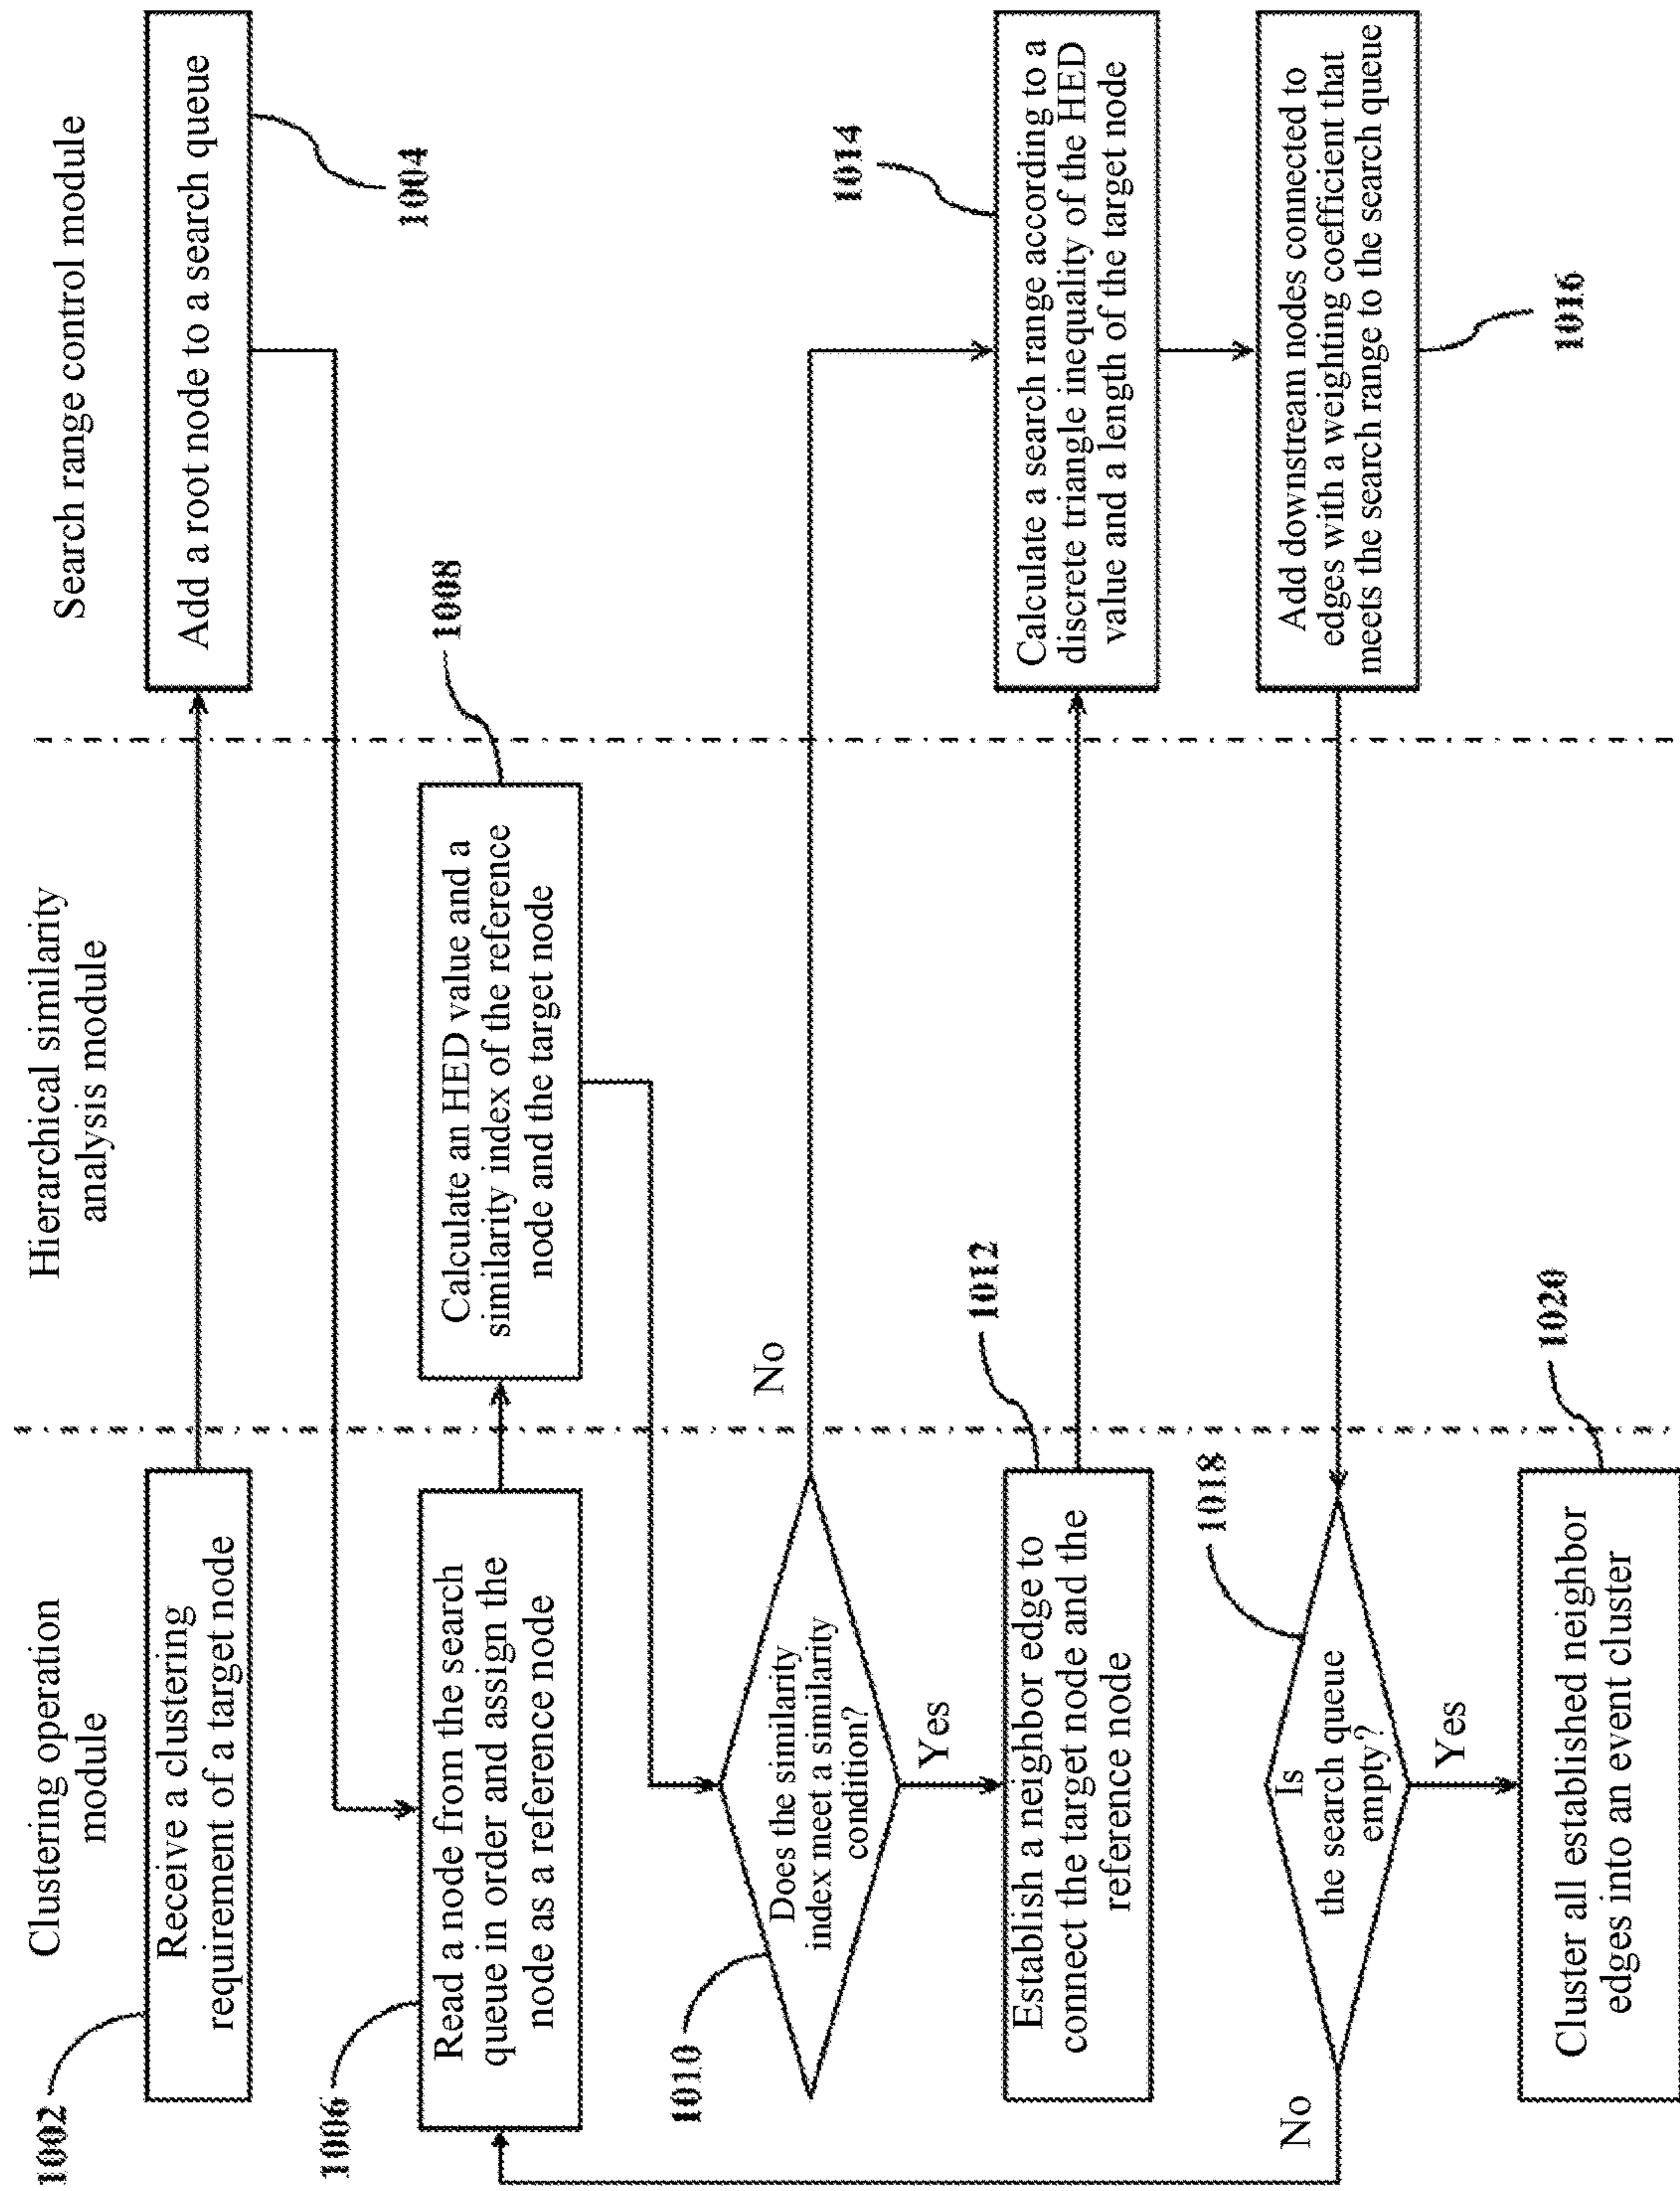 Clustering operation
module
Hierarchical similarity
analysis module
Search range control module
1002
Receive a clustering
requirement of a target node
Add a root node to a search queue
1004
1006
Read a node from the search
queue in order and assign the
node as a reference node
Calculate an HED value and a
similarity index of the reference
node and the target node
1008
1010
Does the similarity
index meet a similarity
condition?
No
Yes
1012
Establish a neighbor edge to
connect the target node and the
reference node
1014
Calculate a search range according to a
discrete triangle inequality of the HED
value and a length of the target node
Add downstream nodes connected to
edges with a weighting coefficient that
meets the search range to the search queue
1016
1018
Is
the search queue
empty?
No
Yes
1020
Cluster all established neighbor
edges into an event cluster